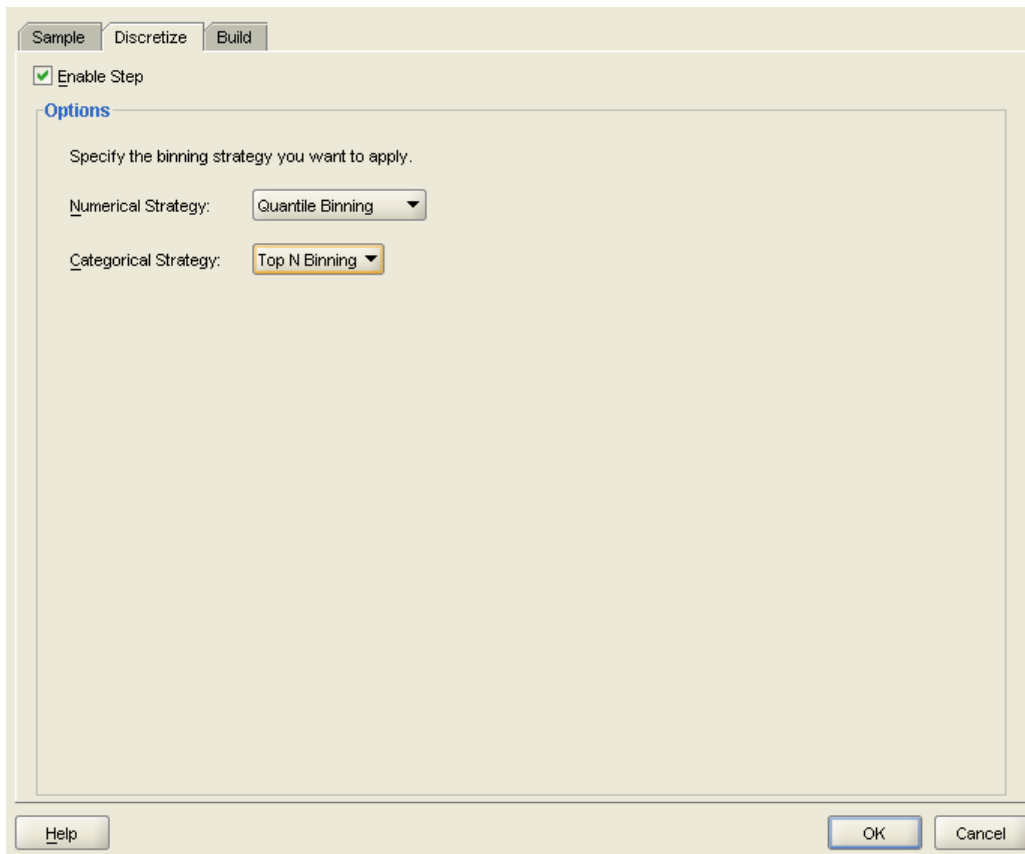 Sample Discretize Build
Enable Step
Options
Specify the binning strategy you want to apply.
Numerical Strategy: Quantile Binning
Categorical Strategy: Top N Binning
Help OK Cancel